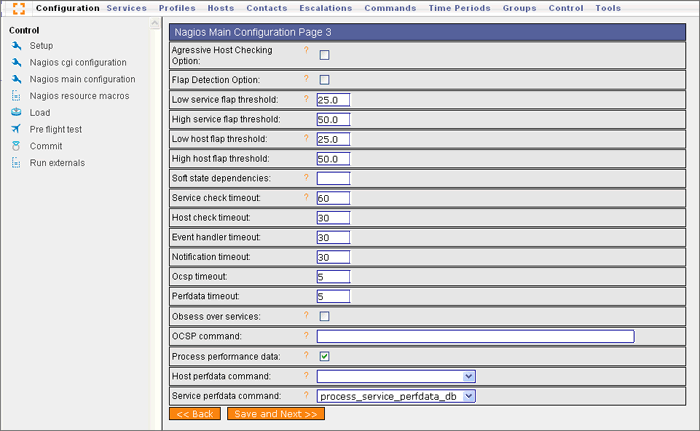 Configuration Services Profiles Hosts Contacts Escalations Commands Time Periods Groups Control Tools
Control
Setup
Nagios cgi configuration
Nagios main configuration
Nagios resource macros
Load
Pre flight test
Commit
Run externals
Nagios Main Configuration Page 3
Agressive Host Checking ?
Option:
Flap Detection Option: ?
Low service flap threshold: ? 25.0
High service flap threshold: 50.0
Low host flap threshold: ? 25.0
High host flap threshold: 50.0
Soft state dependencies: ?
Service check timeout: ? 60
Host check timeout: 30
Event handler timeout: 30
Notification timeout: 30
Ocsp timeout: 5
Perfdata timeout: 5
Obsess over services: ?
OCSP command: ?
Process performance data: ?
Host perfdata command: ?
Service perfdata command: ? process_service_perfdata_db
<< Back Save and Next >>